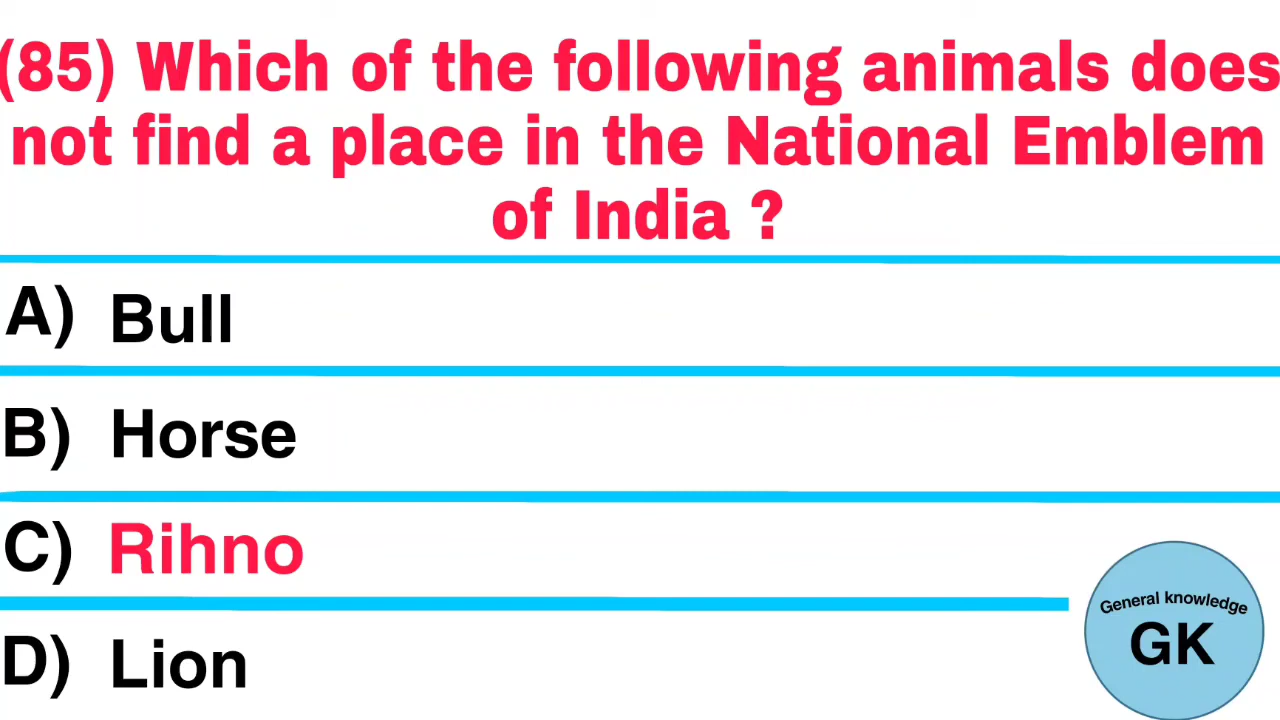 (85) Which of the following animals does
not find a place in the National Emblem
of India ?
A) Bull
B) Horse
C) Rihno
D) Lion
General knowledge
GK